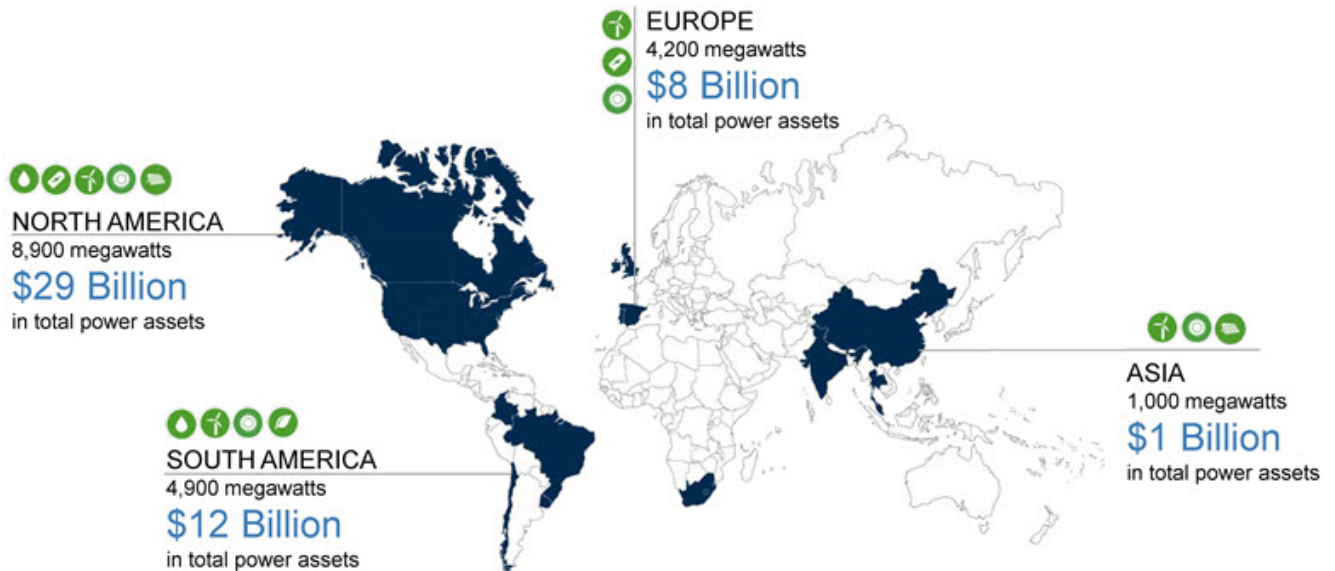 EUROPE
4,200 megawatts
$8 Billion
in total power assets
NORTH AMERICA
8,900 megawatts
$29 Billion
in total power assets
ASIA
1,000 megawatts
$1 Billion
in total power assets
SOUTH AMERICA
4,900 megawatts
$12 Billion
in total power assets